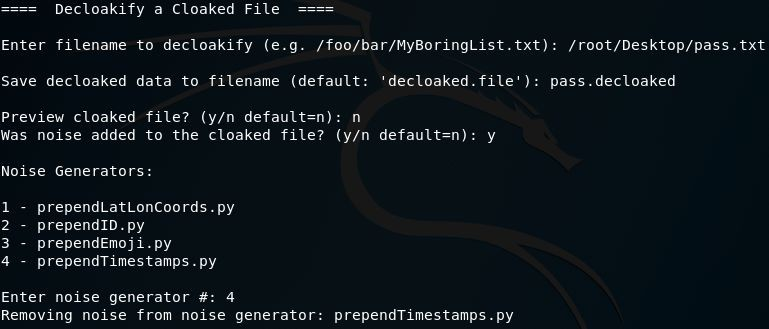 ====  Decloakify a Cloaked File  ====
Enter filename to decloakify (e.g. /foo/bar/MyBoringList.txt): /root/Desktop/pass.txt
Save decloaked data to filename (default: 'decloaked.file'): pass.decloaked
Preview cloaked file? (y/n default=n): n
Was noise added to the cloaked file? (y/n default=n): y
Noise Generators:
1 - prependLatLonCoords.py
2 - prependID.py
3 - prependEmoji.py
4 - prependTimestamps.py
Enter noise generator #: 4
Removing noise from noise generator: prependTimestamps.py